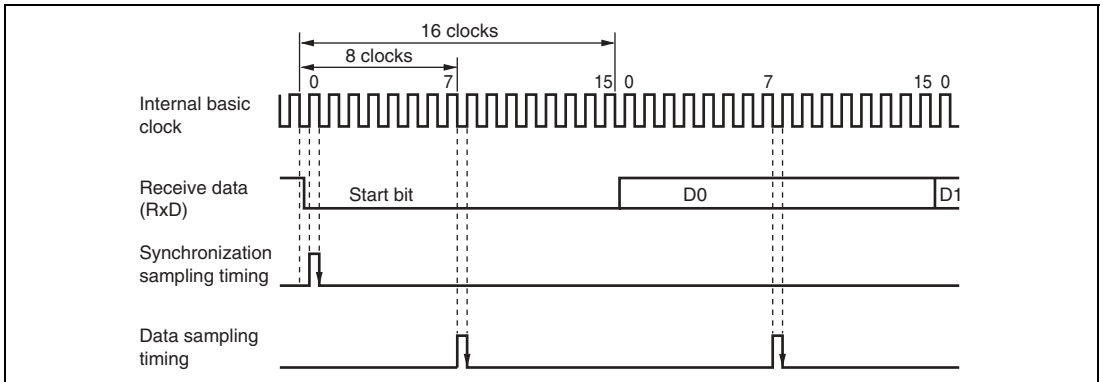 16 clocks
8 clocks
0 7 15 0 7 15 0
Internal basic
clock
Receive data
(RxD)
Start bit D0 D1
Synchronization
sampling timing
Data sampling
timing